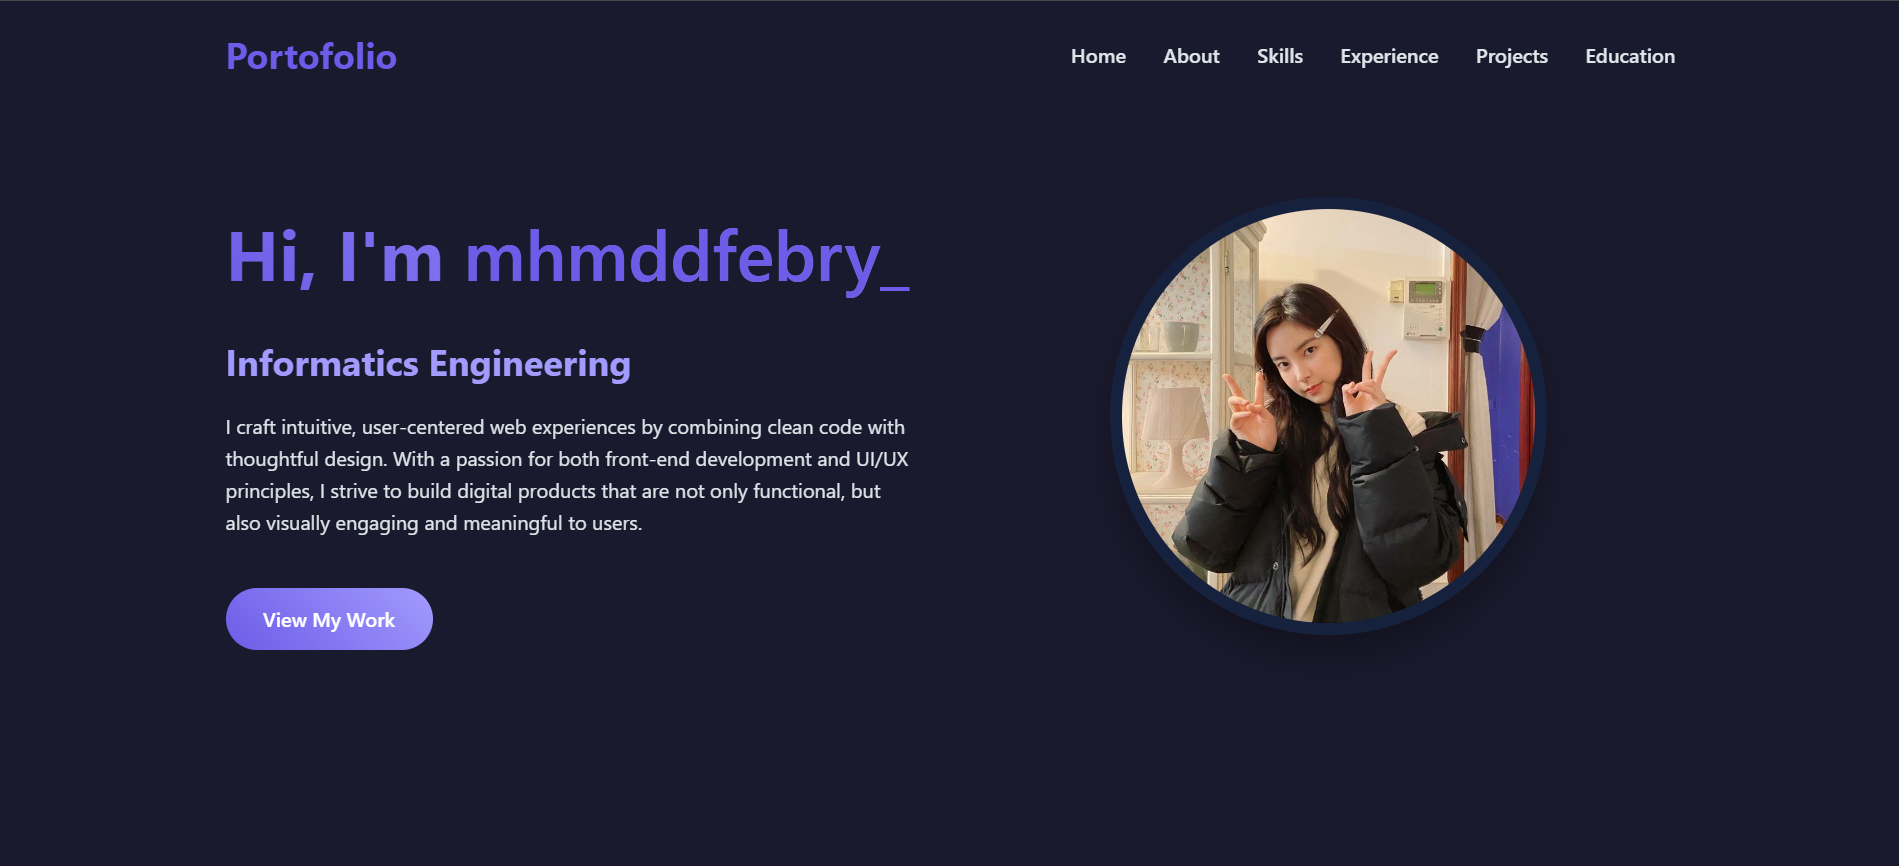 Portofolio
Home About Skills Experience Projects Education
Hi, I'm mhmddfebry_
Informatics Engineering
I craft intuitive, user-centered web experiences by combining clean code with
thoughtful design. With a passion for both front-end development and UI/UX
principles, I strive to build digital products that are not only functional, but
also visually engaging and meaningful to users.
View My Work